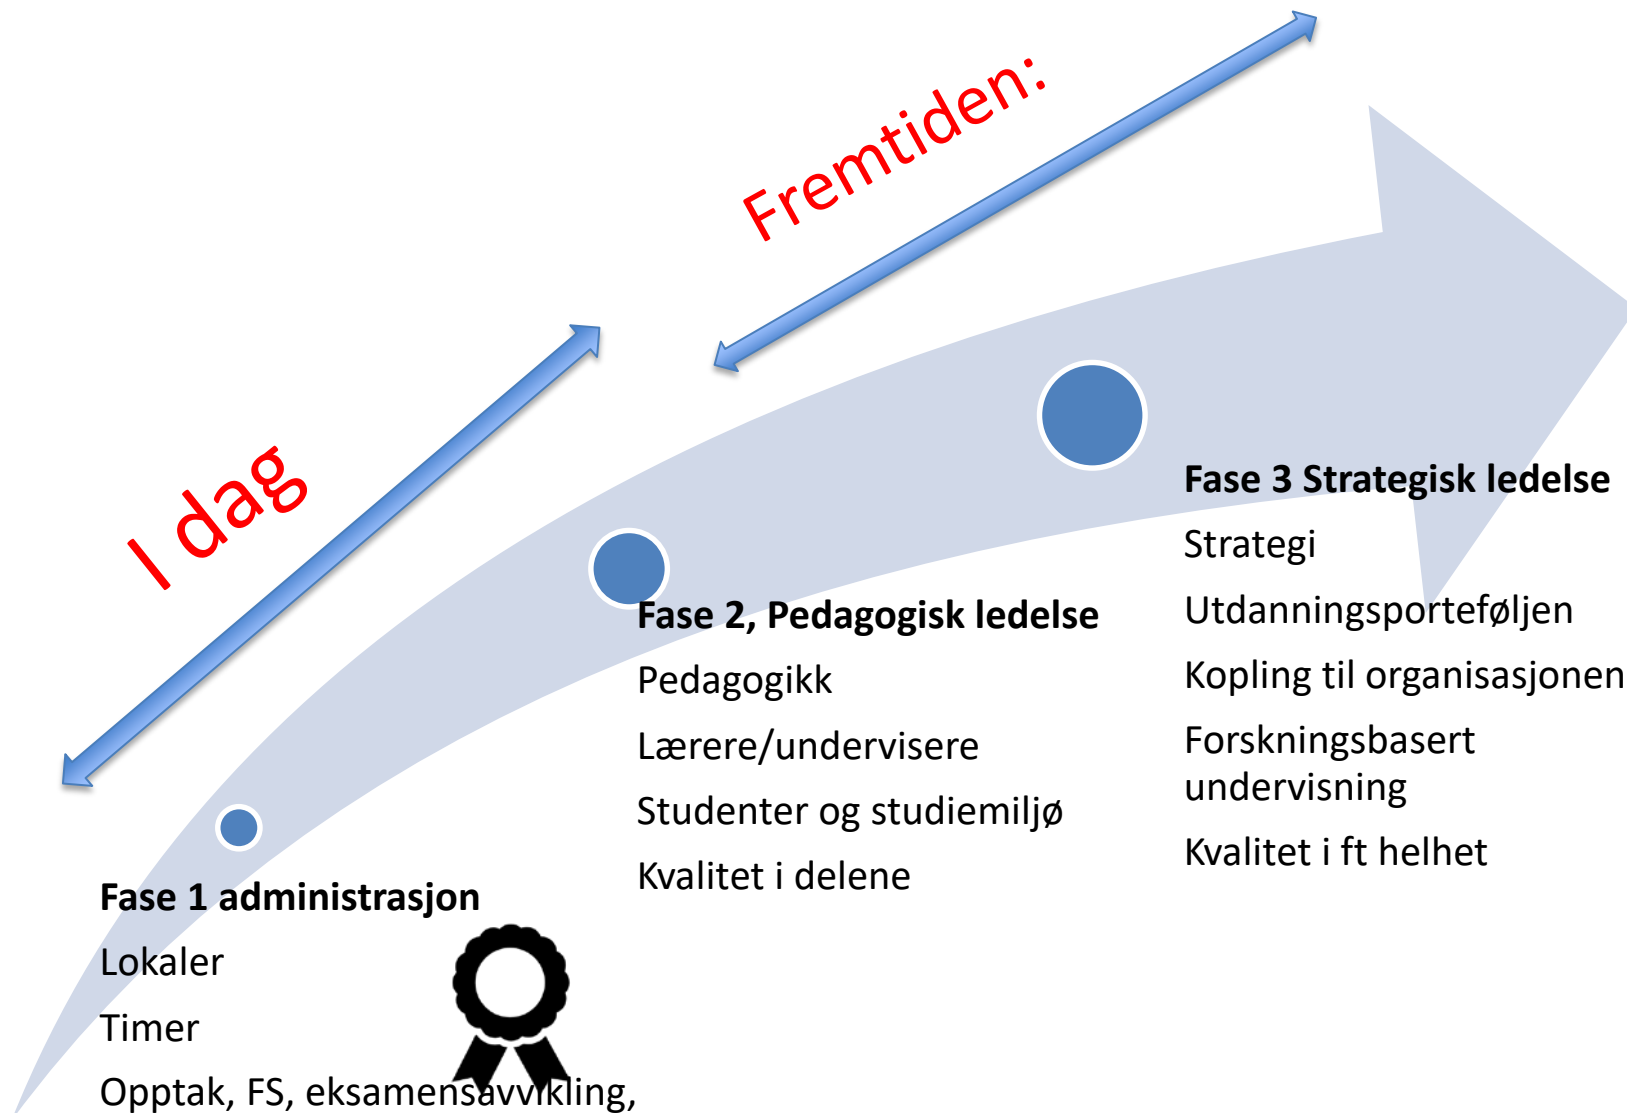 Fremtiden:
I dag
Fase 1 administrasjon
Lokaler
Timer
Opptak, FS, eksamensavvikling,
Fase 2, Pedagogisk ledelse
Pedagogikk
Lærere/undervisere
Studenter og studiemiljø
Kvalitet i delene
Fase 3 Strategisk ledelse
Strategi
Utdanningsporteføljen
Kopling til organisasjonen
Forskningsbasert
undervisning
Kvalitet i ft helhet